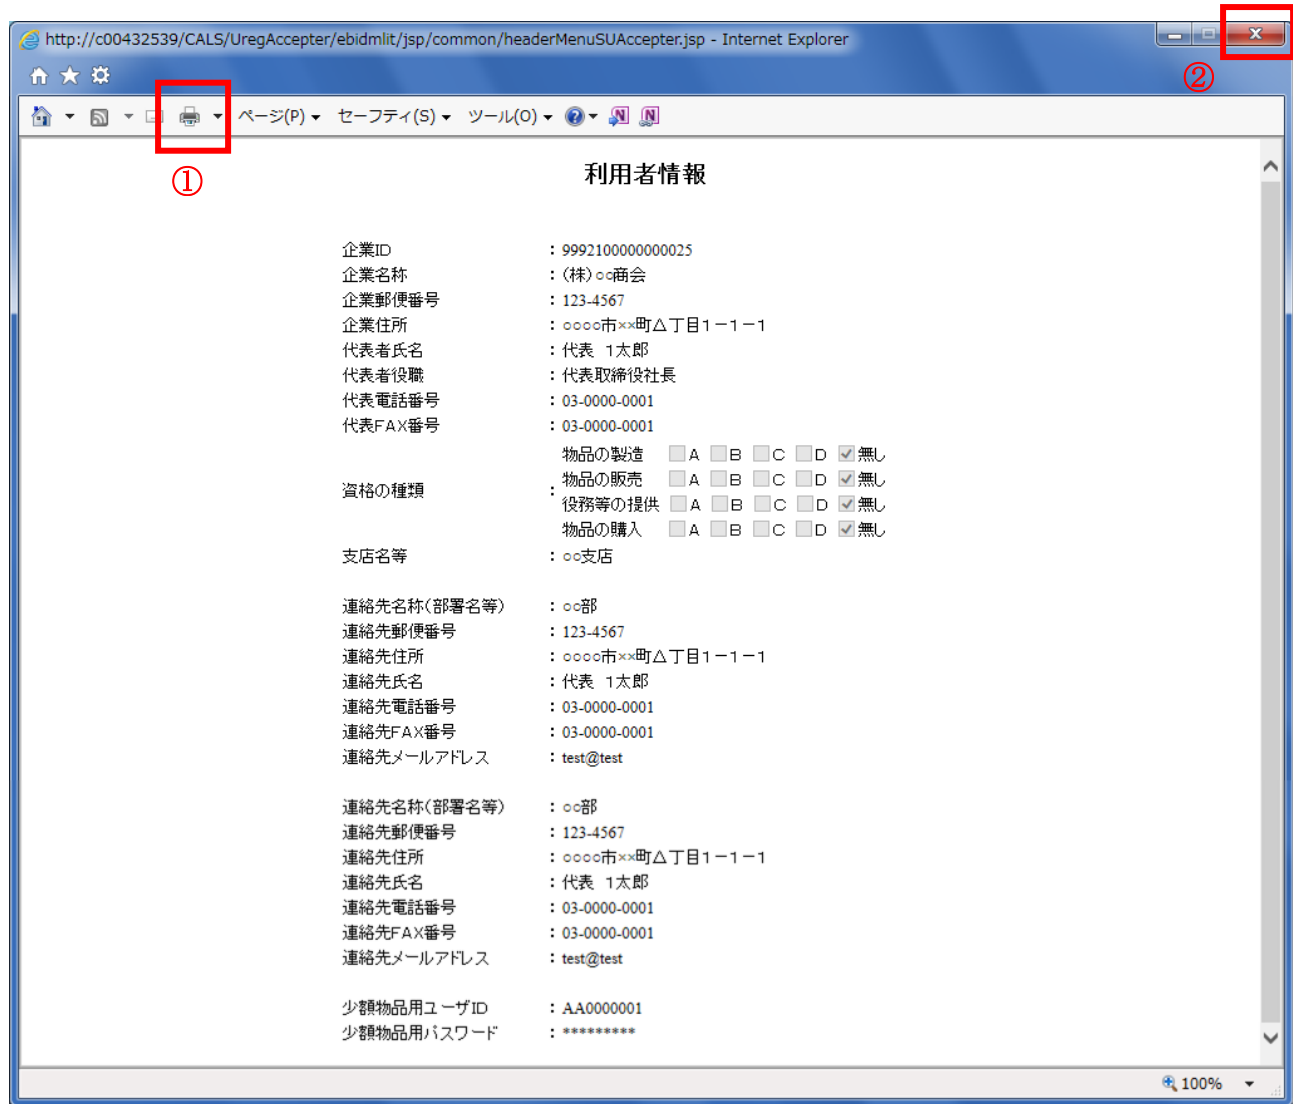 http://c00432539/CALS/UregAccepter/ebidmlit/jsp/common/headerMenuSUAccepter.jsp - Internet Explorer
②
ページ(P) セーフティ(S) ツール(O)
①
利用者情報
企業ID : 9992100000000025
企業名称 : (株)○○商会
企業郵便番号 : 123-4567
企業住所 : ○○○○市××町△丁目1－1－1
代表者氏名 : 代表 1太郎
代表者役職 : 代表取締役社長
代表電話番号 : 03-0000-0001
代表FAX番号 : 03-0000-0001
資格の種類 :
物品の製造 A B C D 無し
物品の販売 A B C D 無し
役務等の提供 A B C D 無し
物品の購入 A B C D 無し
支店名等 : ○○支店
連絡先名称(部署名等) : ○○部
連絡先郵便番号 : 123-4567
連絡先住所 : ○○○○市××町△丁目1－1－1
連絡先氏名 : 代表 1太郎
連絡先電話番号 : 03-0000-0001
連絡先FAX番号 : 03-0000-0001
連絡先メールアドレス : test@test
連絡先名称(部署名等) : ○○部
連絡先郵便番号 : 123-4567
連絡先住所 : ○○○○市××町△丁目1－1－1
連絡先氏名 : 代表 1太郎
連絡先電話番号 : 03-0000-0001
連絡先FAX番号 : 03-0000-0001
連絡先メールアドレス : test@test
少額物品用ユーザID : AA0000001
少額物品用パスワード : *********
100%